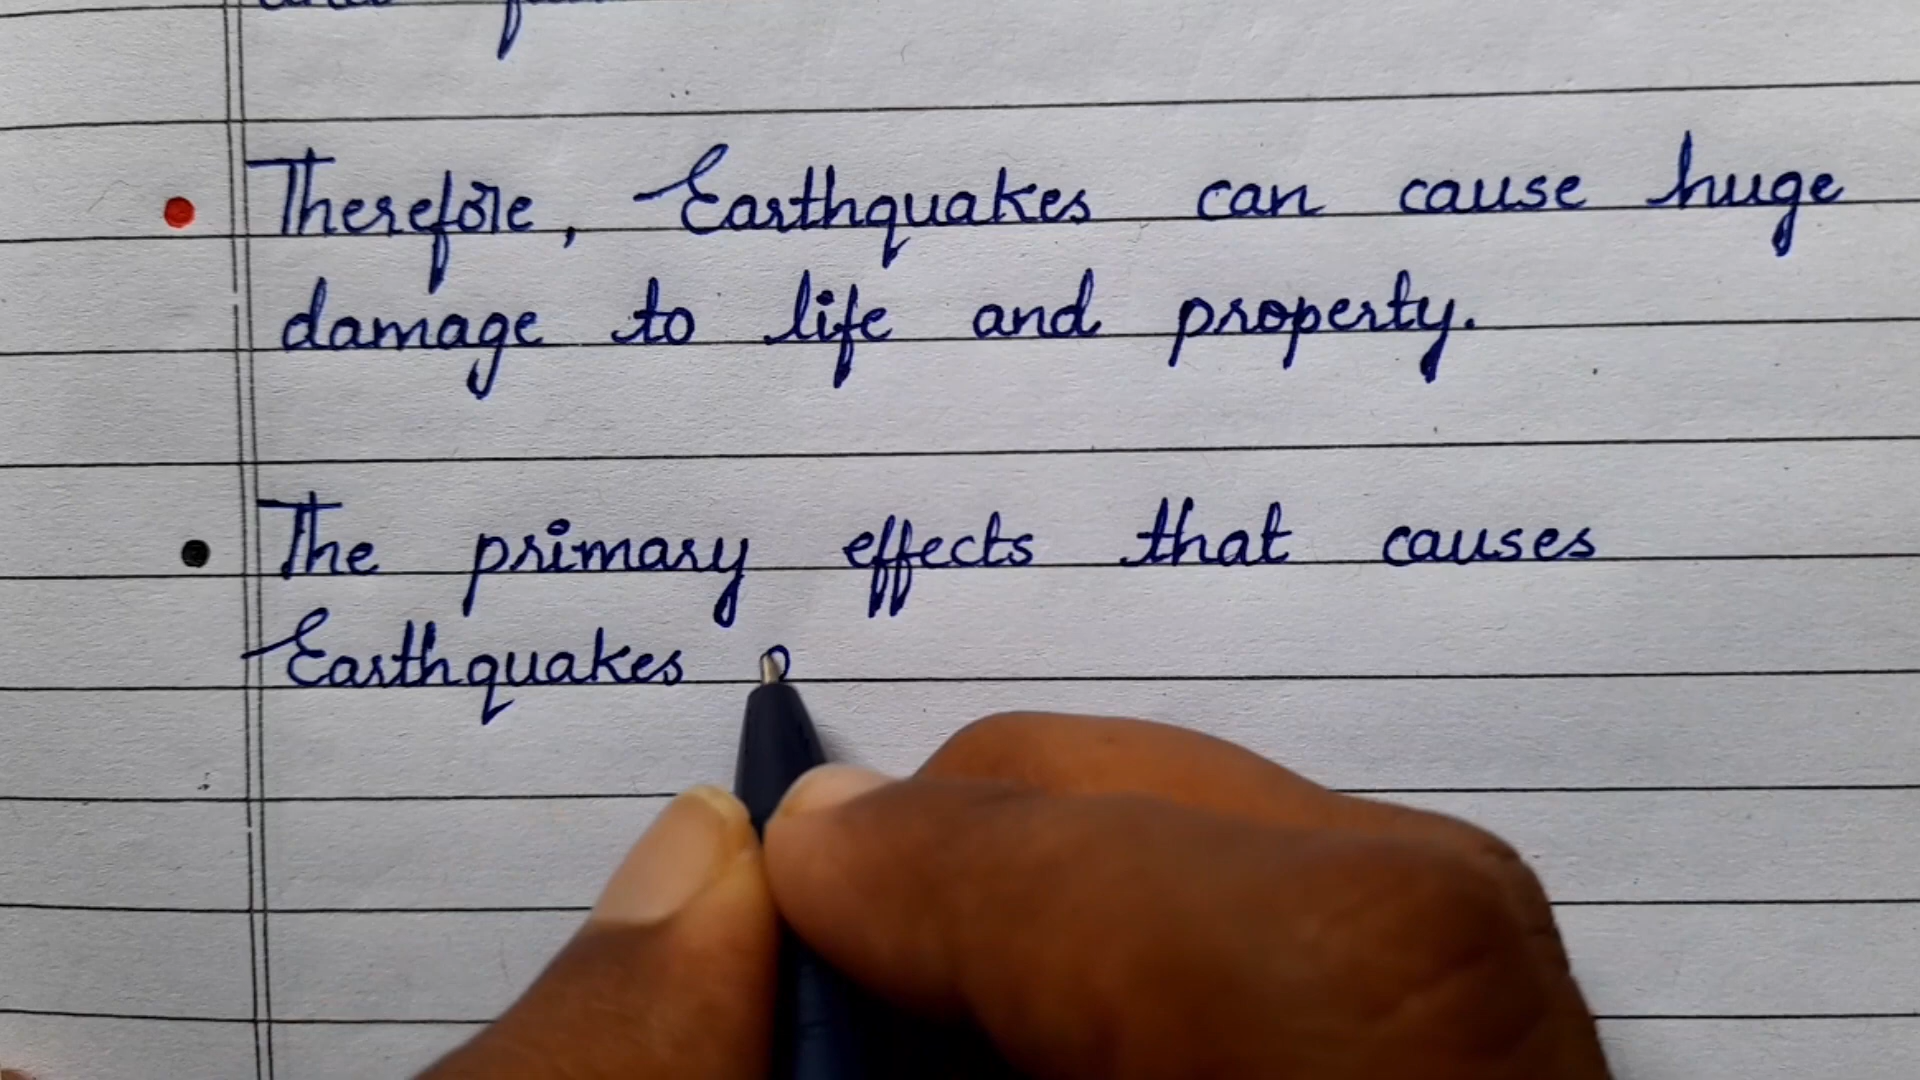 • Therefore, Earthquakes can cause huge
damage to life and property.
• The primary effects that causes
Earthquakes